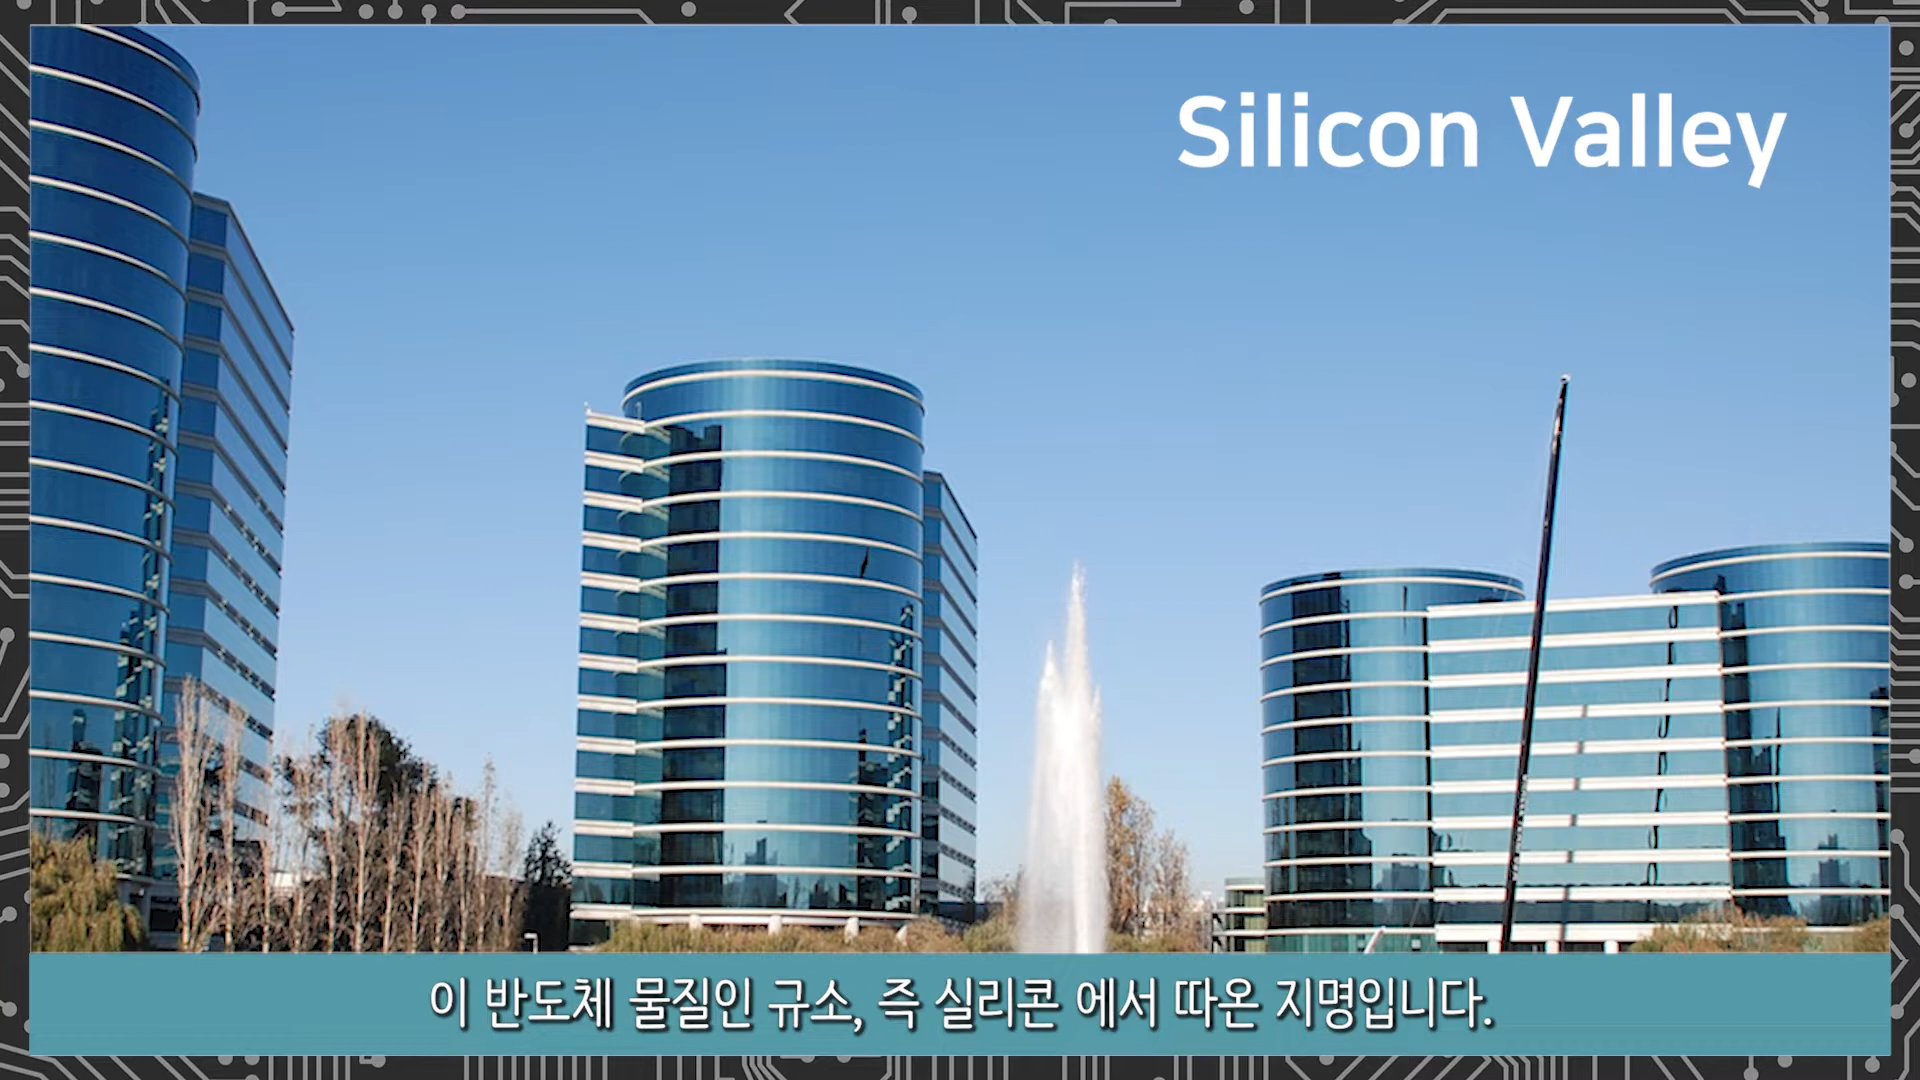 Silicon Valley
이 반도체 물질인 규소, 즉 실리콘 에서 따온 지명입니다.